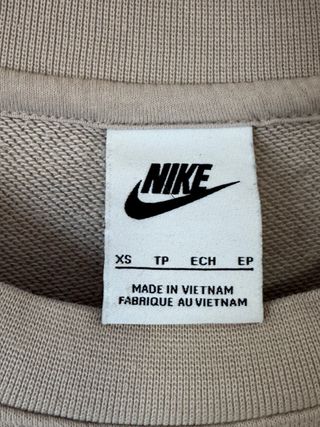 NIKE
XS TP ECH EP
MADE IN VIETNAM
FABRIQUE AU VIETNAM